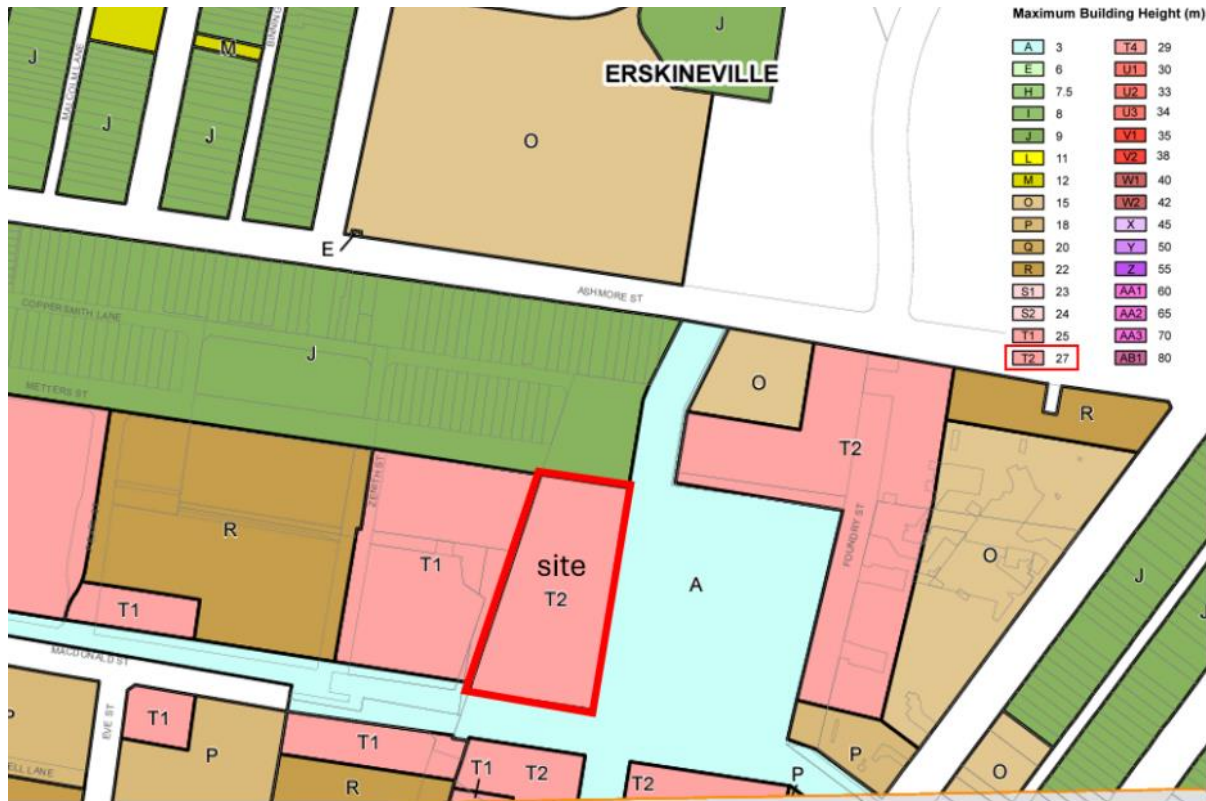 Maximum Building Height (m)
A 3
E 6
H 7.5
I 8
J 9
L 11
M 12
O 15
P 18
Q 20
R 22
S1 23
S2 24
T1 25
T2 27
T4 29
U1 30
U2 33
U3 34
V1 35
V2 38
W1 40
W2 42
X 45
Y 50
Z 55
AA1 60
AA2 65
AA3 70
AB1 80
J
MALCOLM LANE
J
M
J
BINNING
J
ERSKINEVILLE
O
E
ASHMORE ST
COPPERSMITH LANE
J
METTERS ST
O
R
T2
ZENITH ST
R
T1
site
T2
A
FOUNDRY ST
O
J
J
T1
MACDONALD ST
P
EVE ST
T1
P
T1
R
T1
T2
T2
P
P
O
ELL LANE